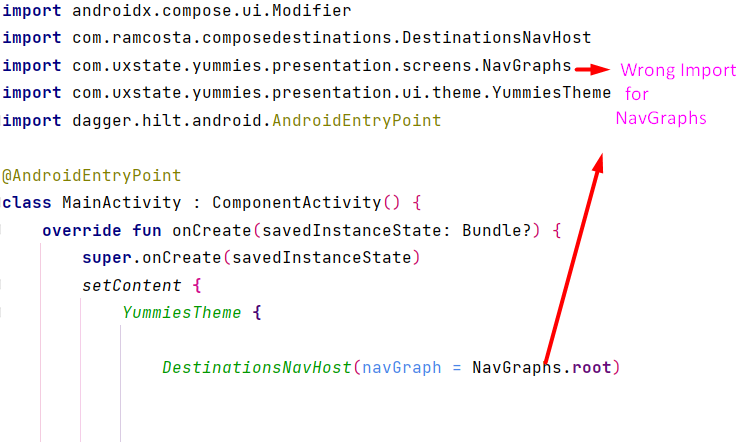 import androidx.compose.ui.Modifier
import com.ramcosta.composedestinations.DestinationsNavHost
import com.uxstate.yummies.presentation.screens.NavGraphs
Wrong Import
for
NavGraphs
import com.uxstate.yummies.presentation.ui.theme.YummiesTheme
import dagger.hilt.android.AndroidEntryPoint
@AndroidEntryPoint
class MainActivity : ComponentActivity() {
override fun onCreate(savedInstanceState: Bundle?) {
super.onCreate(savedInstanceState)
setContent {
YummiesTheme {
DestinationsNavHost(navGraph = NavGraphs.root)